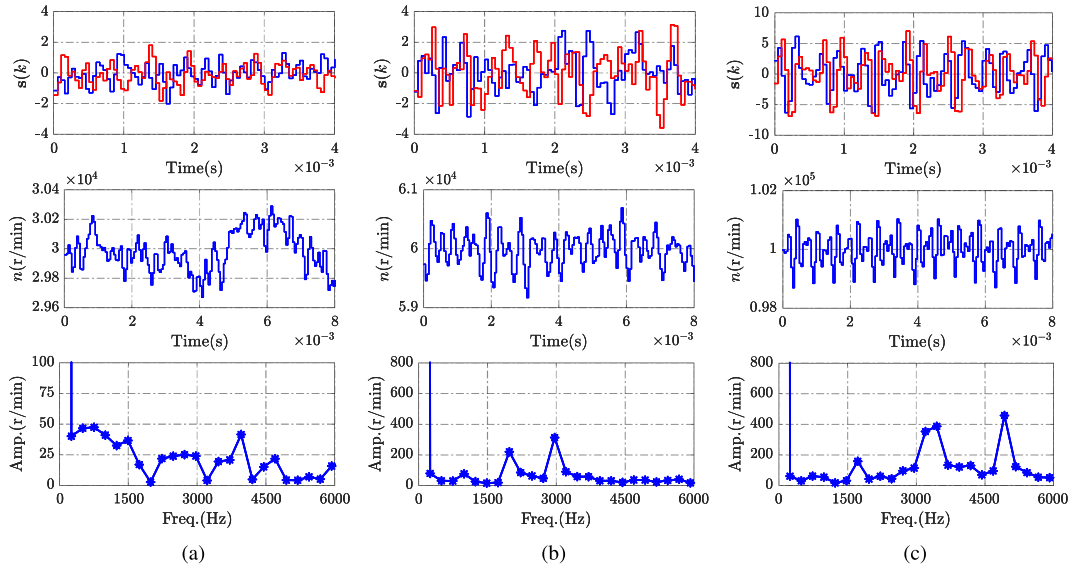 4
2
0
−2
−4
s(k)
0 1 2 3 4
Time(s) ×10⁻³
4
2
0
−2
−4
s(k)
0 1 2 3 4
Time(s) ×10⁻³
10
5
0
−5
−10
s(k)
0 1 2 3 4
Time(s) ×10⁻³
×10⁴
3.04
3.02
3
2.98
2.96
n(r/min)
0 2 4 6 8
Time(s) ×10⁻³
×10⁴
6.1
6
5.9
n(r/min)
0 2 4 6 8
Time(s) ×10⁻³
×10⁵
1.02
1
0.98
n(r/min)
0 2 4 6 8
Time(s) ×10⁻³
100
75
50
25
0
Amp.(r/min)
0 1500 3000 4500 6000
Freq.(Hz)
800
600
400
200
0
Amp.(r/min)
0 1500 3000 4500 6000
Freq.(Hz)
800
600
400
200
0
Amp.(r/min)
0 1500 3000 4500 6000
Freq.(Hz)
(a) (b) (c)